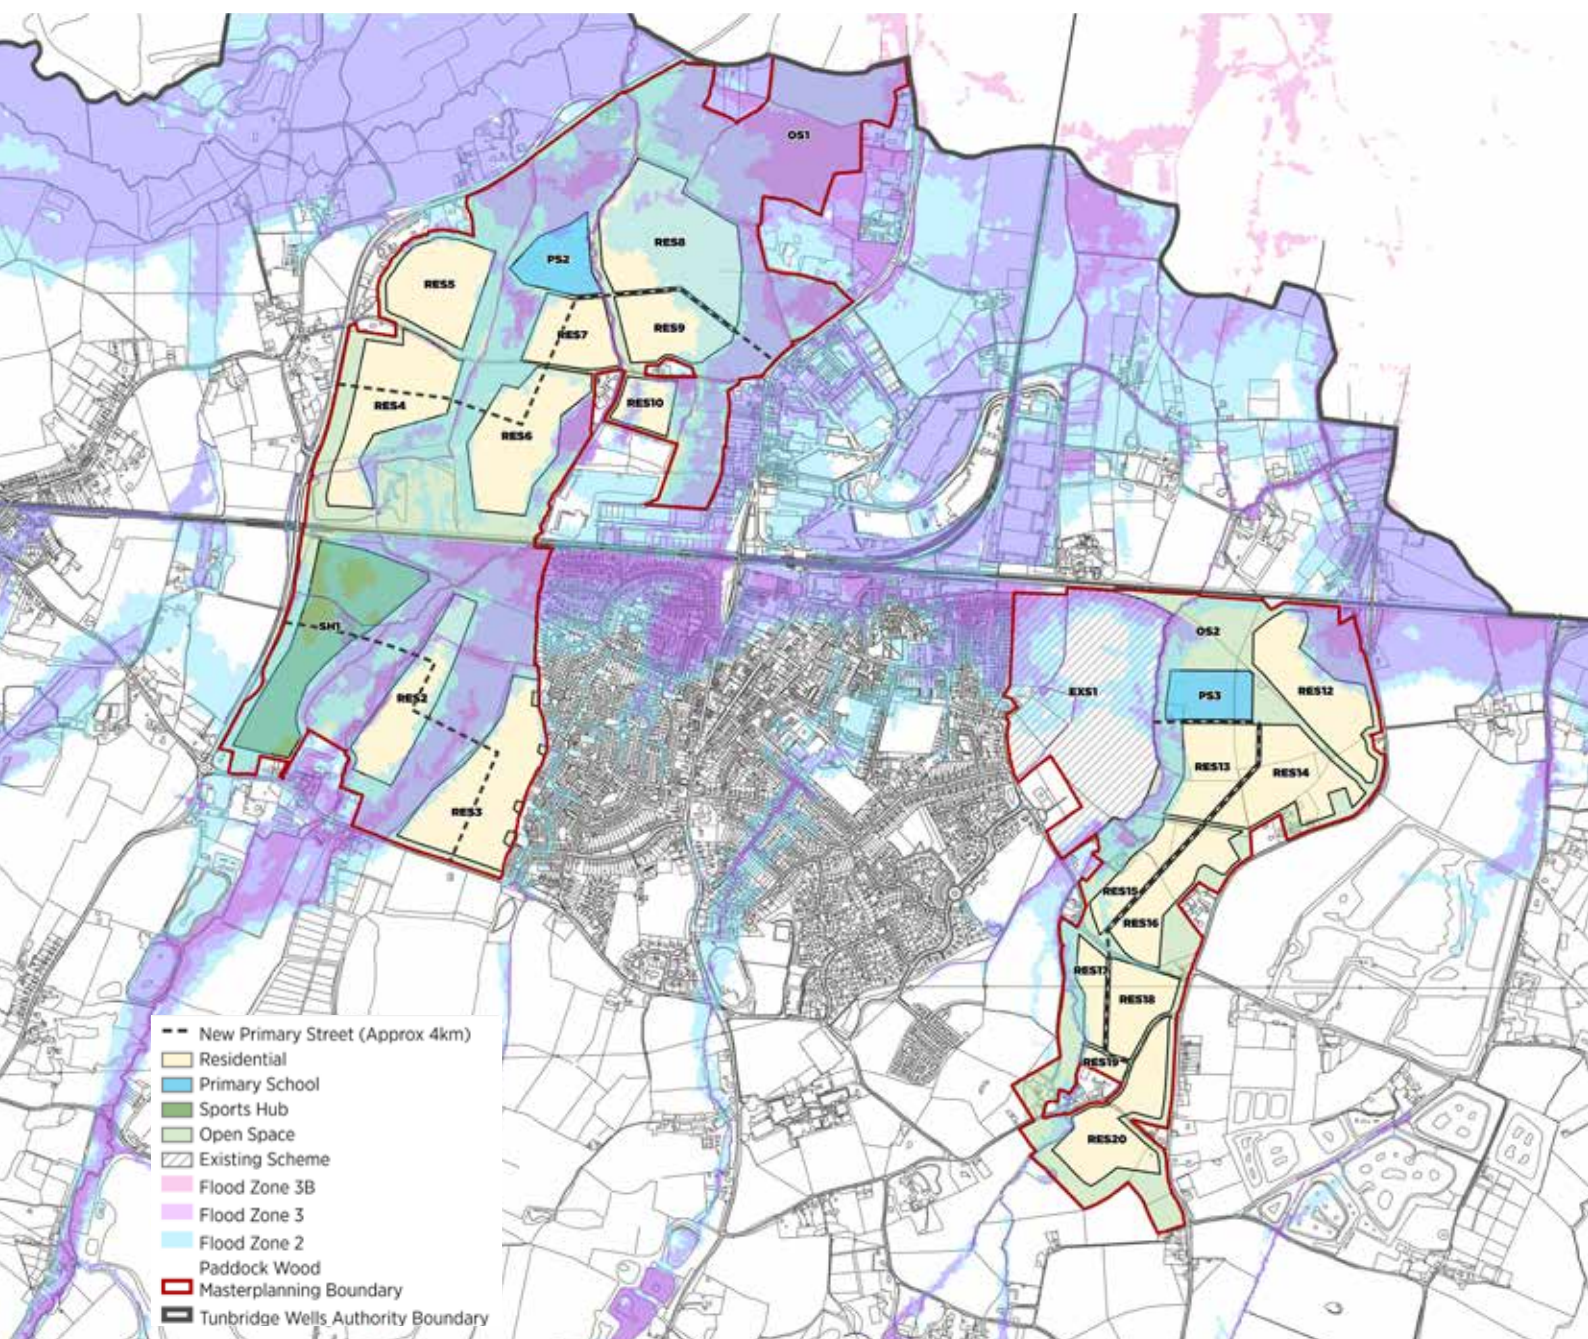 OS1
RES8
PS2
RES5
RES7
RES9
RES4
RES10
RES6
SH1
OS2
RES2
EXS1
PS3
RES12
RES13
RES14
RES3
RES15
RES16
RES17
RES18
RES19
RES20
New Primary Street (Approx 4km)
Residential
Primary School
Sports Hub
Open Space
Existing Scheme
Flood Zone 3B
Flood Zone 3
Flood Zone 2
Paddock Wood
Masterplanning Boundary
Tunbridge Wells Authority Boundary